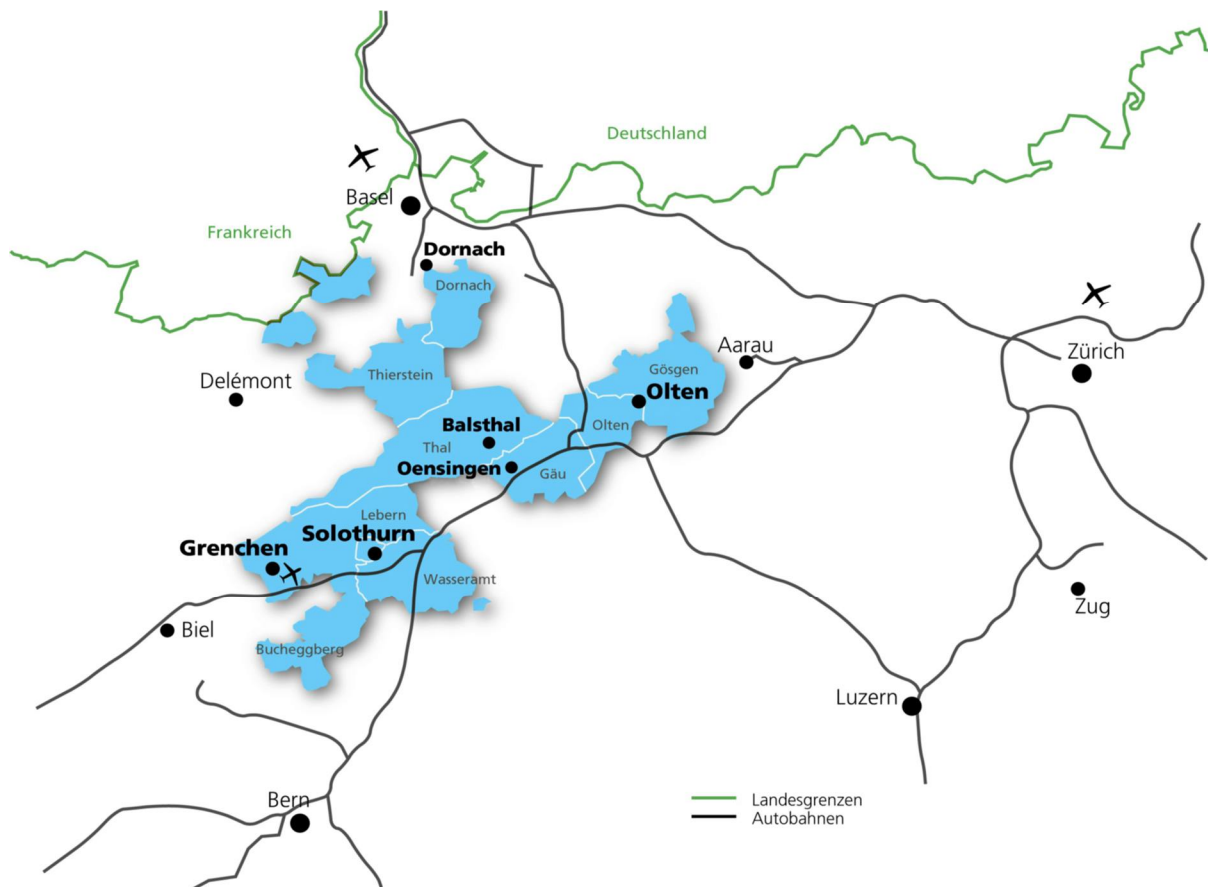 Deutschland
Basel
Frankreich
Dornach
Dornach
Aarau
Zürich
Gösgen
Thierstein
Delémont
Olten
Balsthal
Olten
Thal
Oensingen
Gäu
Lebern
Solothurn
Grenchen
Wasseramt
Zug
Biel
Bucheggberg
Luzern
Bern
Landesgrenzen
Autobahnen